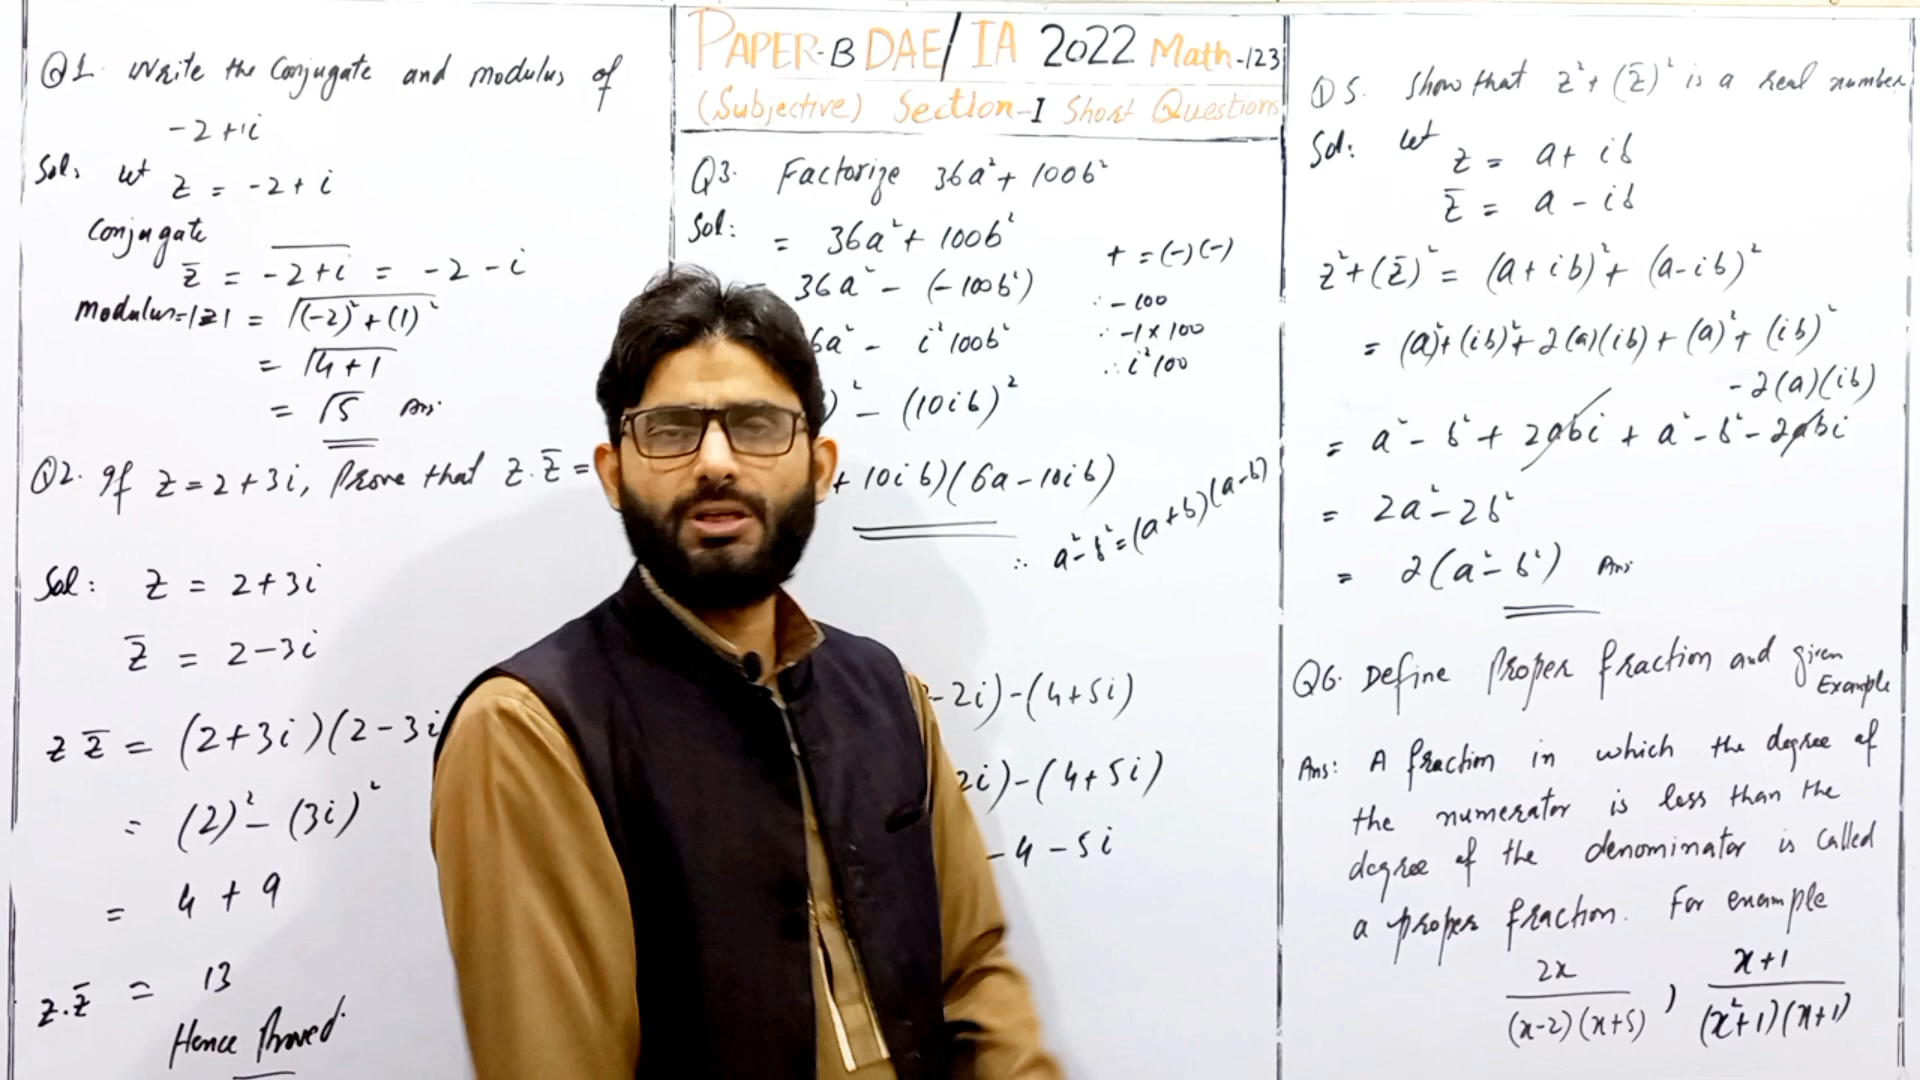 Q1. Write the Conjugate and modulus of
-2+1i
Sol: let z = -2+i
Conjugate
z̄ = \overline{-2+i} = -2-i
modulus=|z| = √((-2)²+(1)²)
= √(4+1)
= √5 Ans:
Q2. If z=2+3i, Prove that z.z̄ =
Sol: z = 2+3i
z̄ = 2-3i
z z̄ = (2+3i)(2-3i
= (2)²-(3i)²
= 4+9
z.z̄ = 13
Hence Proved.
PAPER-B DAE/IA 2022 Math-123
(Subjective) Section-I Short Questions
Q3. Factorize 36a²+100b²
Sol: = 36a²+100b²
+ = (-)(-)
36a² - (-100b²)
∵ -100
6a² - i²100b²
∵ -1×100
∵ i²100
)² - (10ib)²
+10ib)(6a-10ib)
∵ a²-b²=(a+b)(a-b)
-2i)-(4+5i)
2i)-(4+5i)
-4-5i
Q5. Show that z²+(z̄)² is a real number
Sol: let z = a+ib
z̄ = a-ib
z²+(z̄)² = (a+ib)²+(a-ib)²
= (a)²+(ib)²+2(a)(ib)+(a)²+(ib)²
-2(a)(ib)
= a²-b²+2abi+a²-b²-2abi
= 2a²-2b²
= 2(a²-b²) Ans:
Q6. Define Proper fraction and given
Example
Ans: A fraction in which the degree of
the numerator is less than the
degree of the denominator is called
a proper fraction. For example
2x/(x-2)(x+5) , x+1/(x²+1)(x+1)